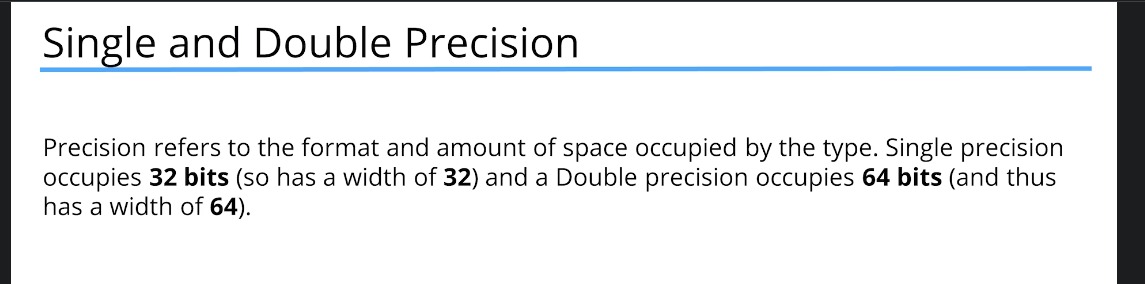 Single and Double Precision
Precision refers to the format and amount of space occupied by the type. Single precision
occupies 32 bits (so has a width of 32) and a Double precision occupies 64 bits (and thus
has a width of 64).